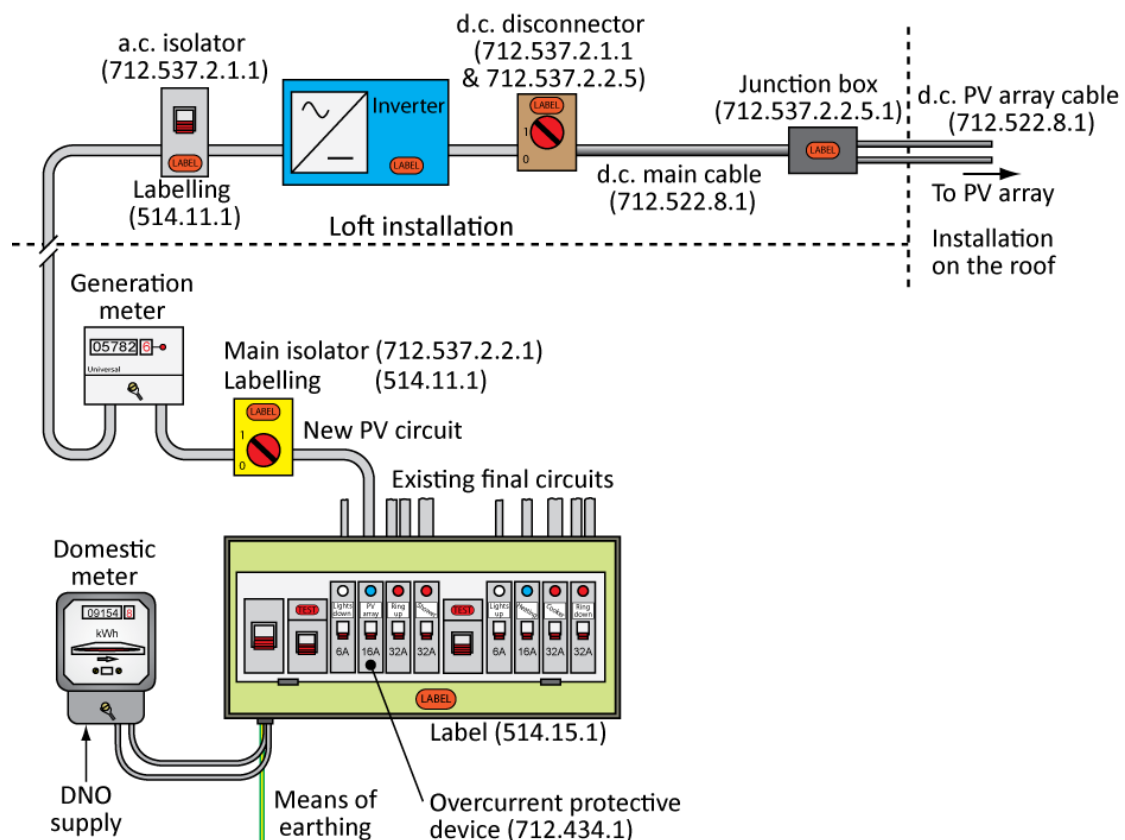 a.c. isolator
(712.537.2.1.1)
d.c. disconnector
(712.537.2.1.1
& 712.537.2.2.5)
Junction box
(712.537.2.2.5.1)
d.c. PV array cable
(712.522.8.1)
LABEL
Inverter
LABEL
LABEL
1
0
LABEL
Labelling
(514.11.1)
d.c. main cable
(712.522.8.1)
To PV array
Loft installation
Installation
on the roof
Generation
meter
05782 6
Universal
Main isolator (712.537.2.2.1)
Labelling (514.11.1)
LABEL
1
0
New PV circuit
Existing final circuits
Domestic
meter
09154 8
kWh
TEST
Lights down
PV array
Ring up
Shower
TEST
Lights up
Heating
Cooker
Ring down
6A 16A 32A 32A 6A 16A 32A 32A
LABEL
Label (514.15.1)
DNO
supply
Means of
earthing
Overcurrent protective
device (712.434.1)